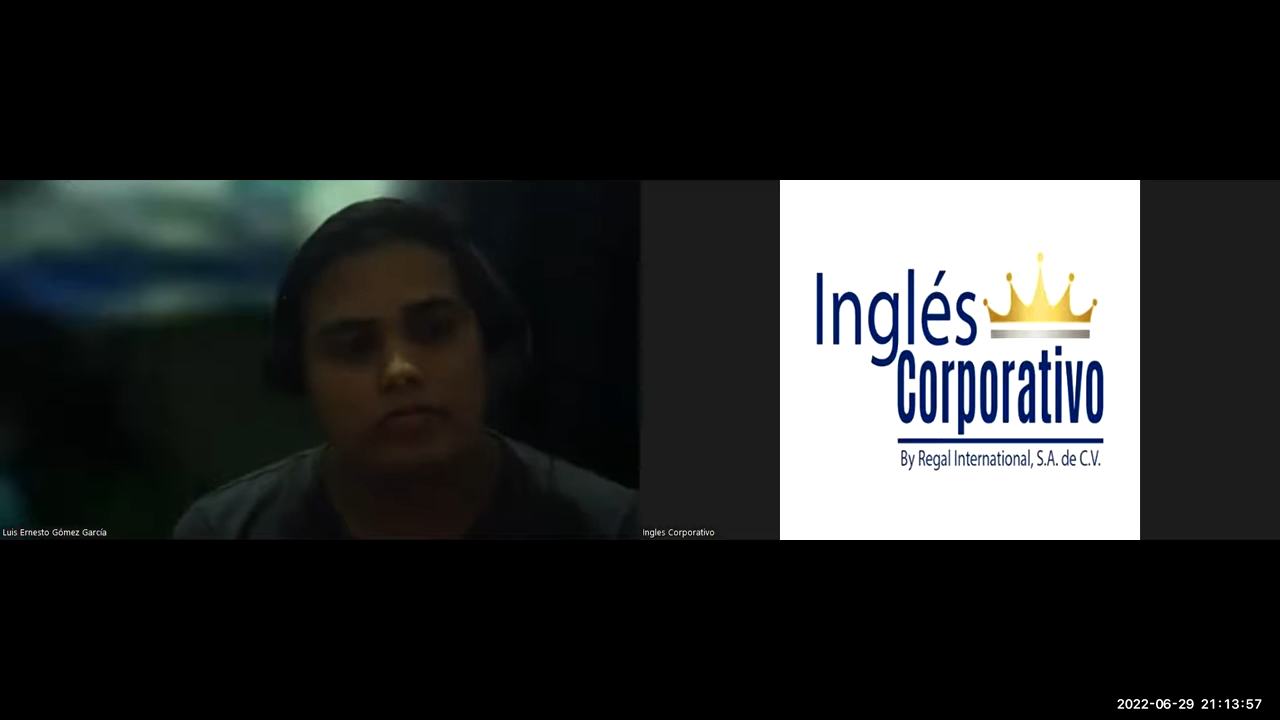 Inglés
Corporativo
By Regal International, S.A. de C.V.
Luis Ernesto Gómez García
Ingles Corporativo
2022-06-29 21:13:57